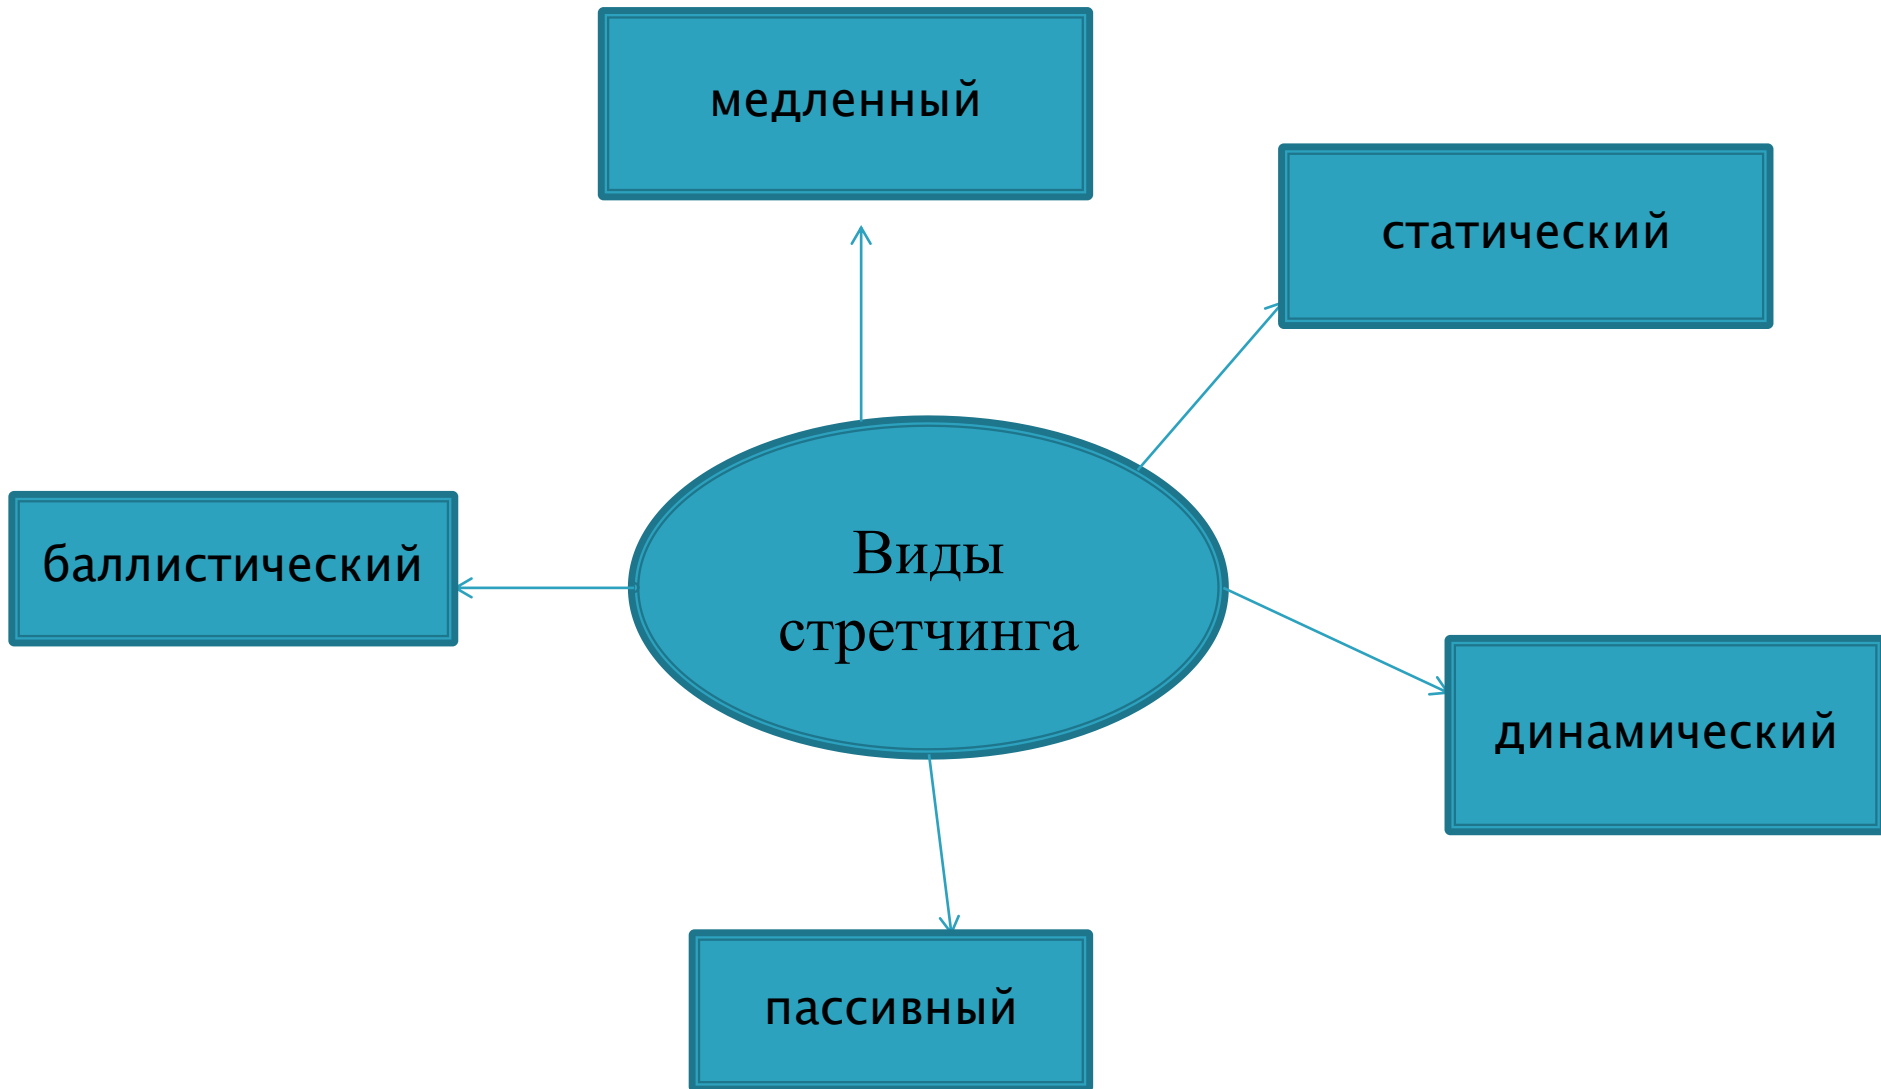 медленный
статический
баллистический
Виды
стретчинга
динамический
пассивный